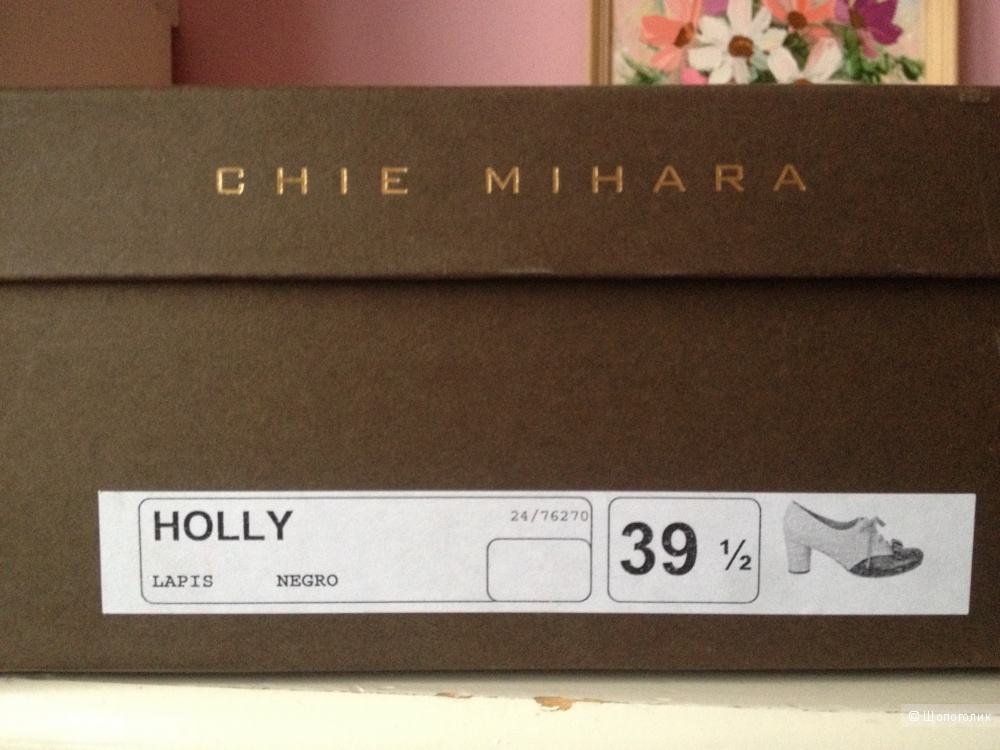 CHIE MIHARA
HOLLY
24/76270
LAPIS NEGRO
39 ½
© Шопоголик